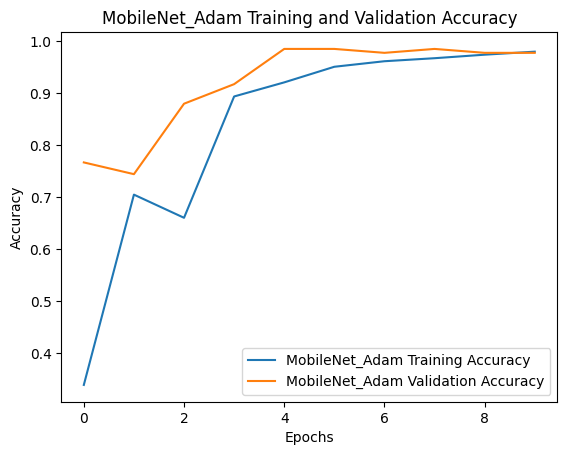 MobileNet_Adam Training and Validation Accuracy
1.0
0.9
0.8
0.7
0.6
0.5
0.4
Accuracy
MobileNet_Adam Training Accuracy
MobileNet_Adam Validation Accuracy
0 2 4 6 8
Epochs